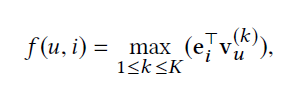 f(u, i) = max_{1≤k≤K} (e_i^⊤ v_u^{(k)}),